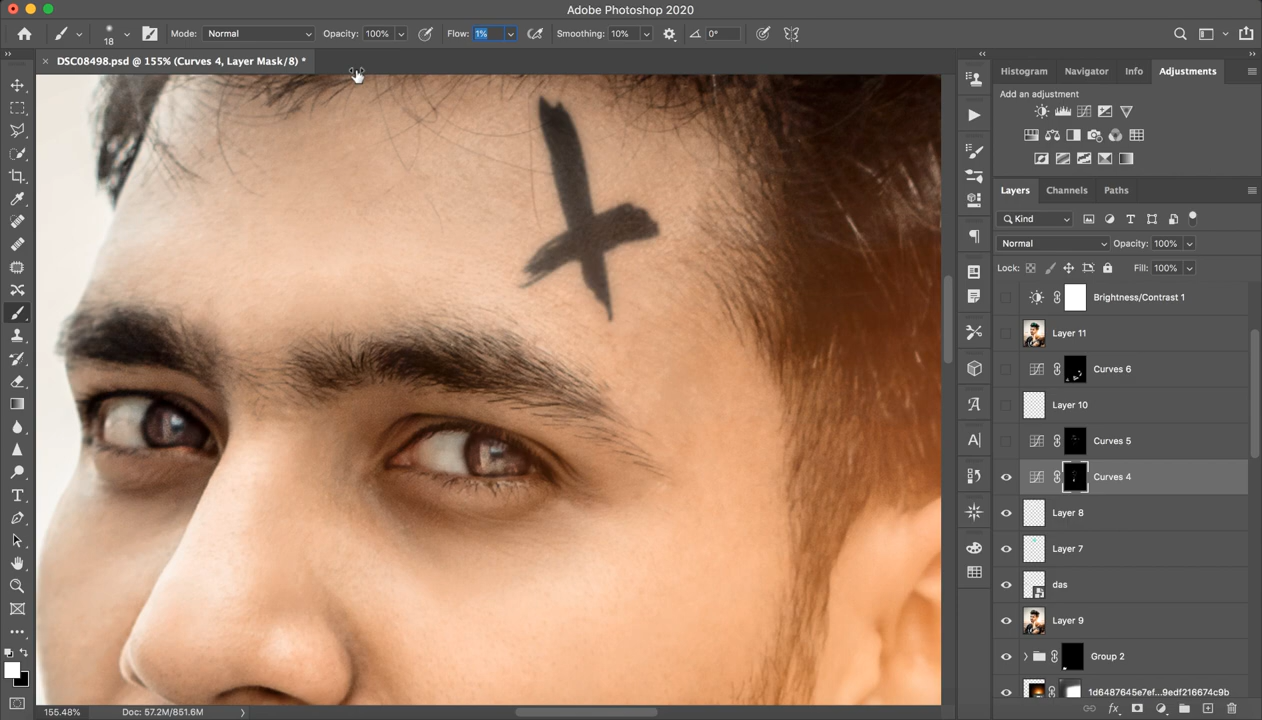 Adobe Photoshop 2020
18
Mode: Normal
Opacity: 100%
Flow: 1%
Smoothing: 10%
0°
DSC08498.psd @ 155% (Curves 4, Layer Mask/8) *
Histogram
Navigator
Info
Adjustments
Add an adjustment
Layers
Channels
Paths
Kind
Normal
Opacity: 100%
Lock:
Fill: 100%
Brightness/Contrast 1
Layer 11
Curves 6
Layer 10
Curves 5
Curves 4
Layer 8
Layer 7
das
Layer 9
Group 2
1d6487645e7ef...9edf216674c9b
155.48%
Doc: 57.2M/851.6M